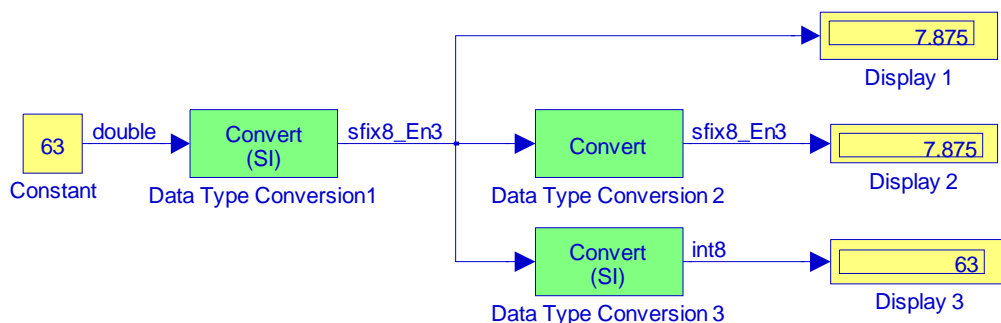 7.875
Display 1
63
Constant
double
Convert
(SI)
Data Type Conversion1
sfix8_En3
Convert
Data Type Conversion 2
sfix8_En3
7.875
Display 2
Convert
(SI)
Data Type Conversion 3
int8
63
Display 3